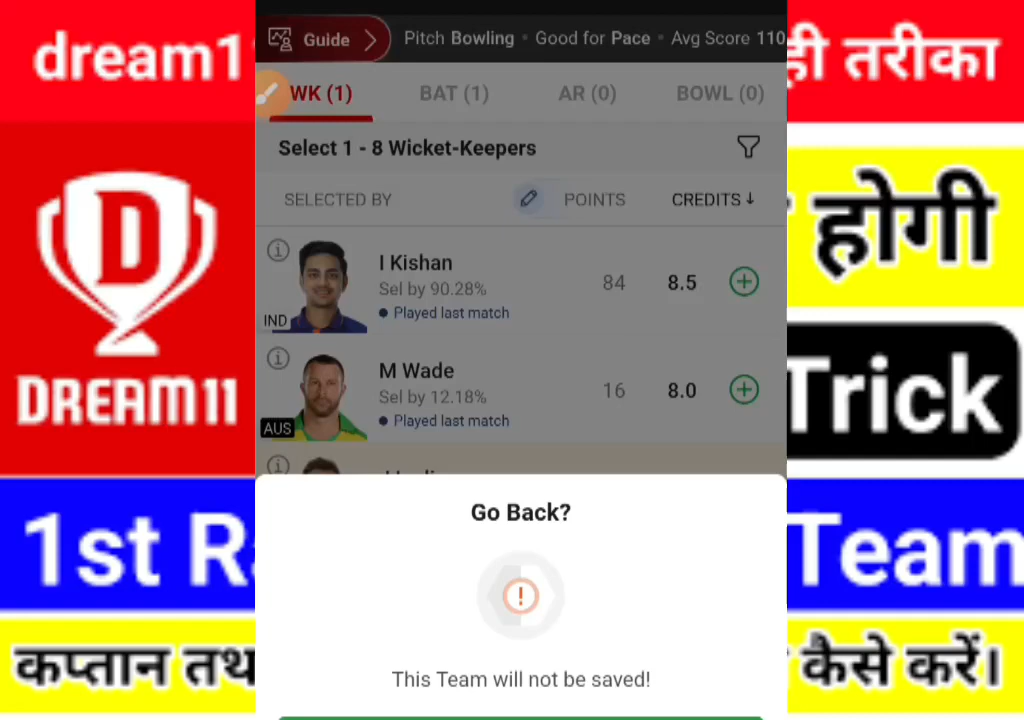 dream1
ही तरीका
Guide
Pitch Bowling • Good for Pace • Avg Score 110
WK (1) BAT (1) AR (0) BOWL (0)
Select 1 - 8 Wicket-Keepers
SELECTED BY POINTS CREDITS ↓
D
DREAM11
होगी
I Kishan
Sel by 90.28% 84 8.5
Played last match
IND
M Wade
Sel by 12.18% 16 8.0
Played last match
AUS
Trick
Go Back?
1st R
Team
This Team will not be saved!
कप्तान तथ
कैसे करें।